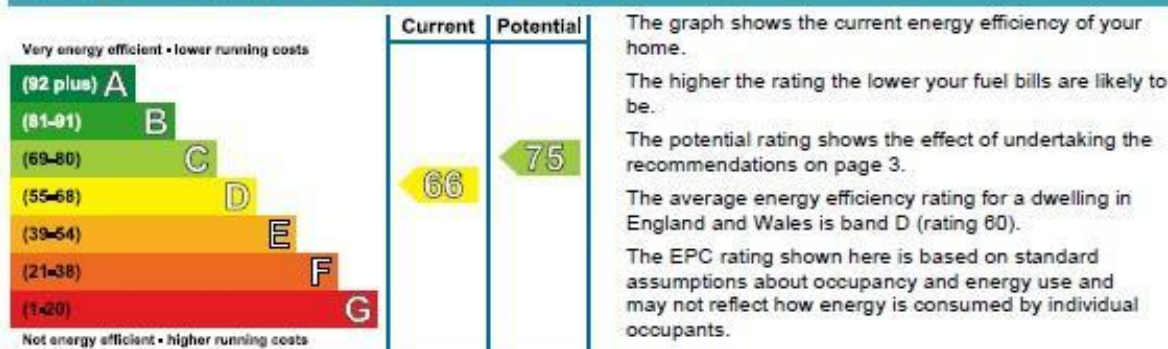 Current Potential
Very energy efficient • lower running costs
(92 plus) A
(81-91) B
(69-80) C
(55-68) D
(39-54) E
(21-38) F
(1-20) G
Not energy efficient • higher running costs
66
75
The graph shows the current energy efficiency of your
home.
The higher the rating the lower your fuel bills are likely to
be.
The potential rating shows the effect of undertaking the
recommendations on page 3.
The average energy efficiency rating for a dwelling in
England and Wales is band D (rating 60).
The EPC rating shown here is based on standard
assumptions about occupancy and energy use and
may not reflect how energy is consumed by individual
occupants.